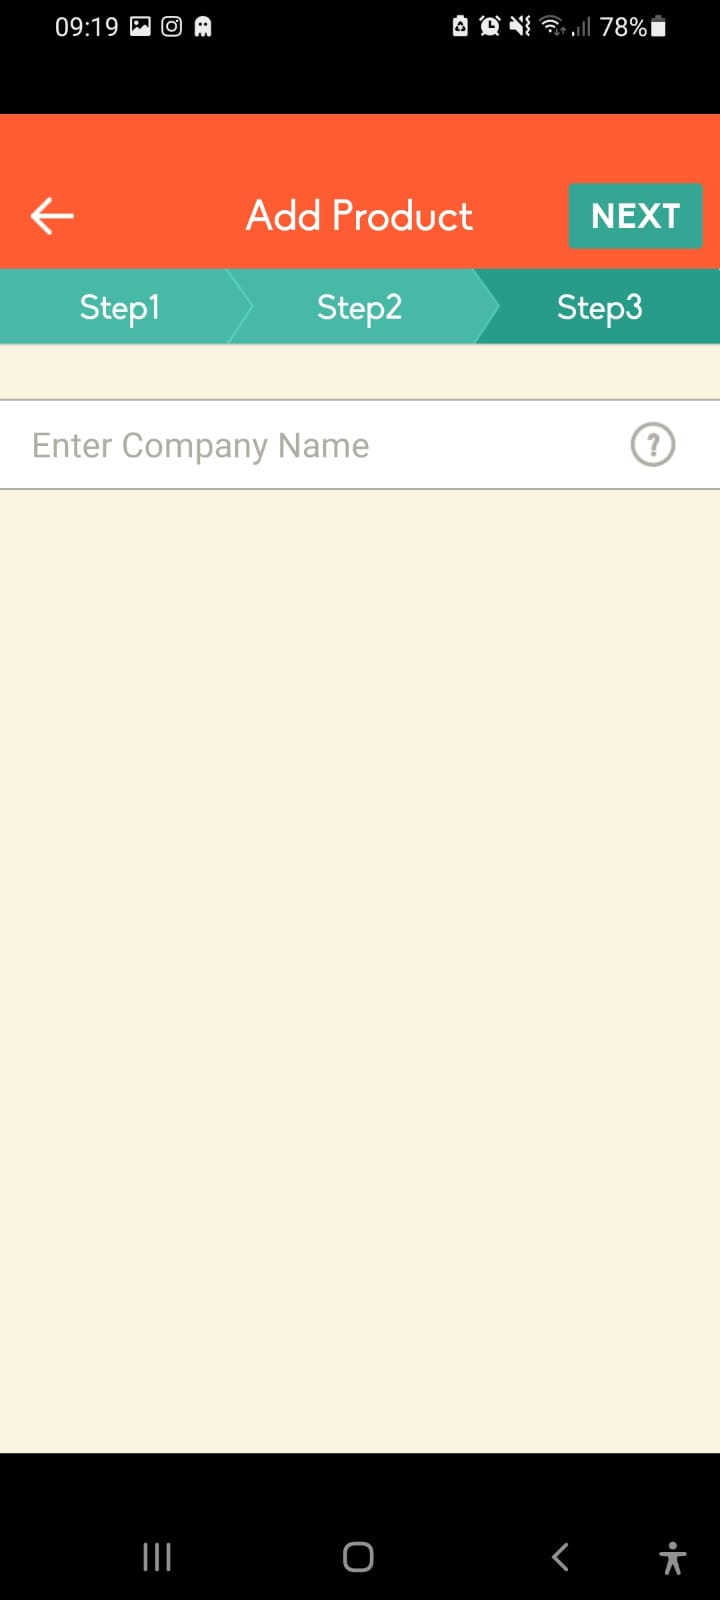 09:19 78%
Add Product NEXT
Step1 Step2 Step3
Enter Company Name ?